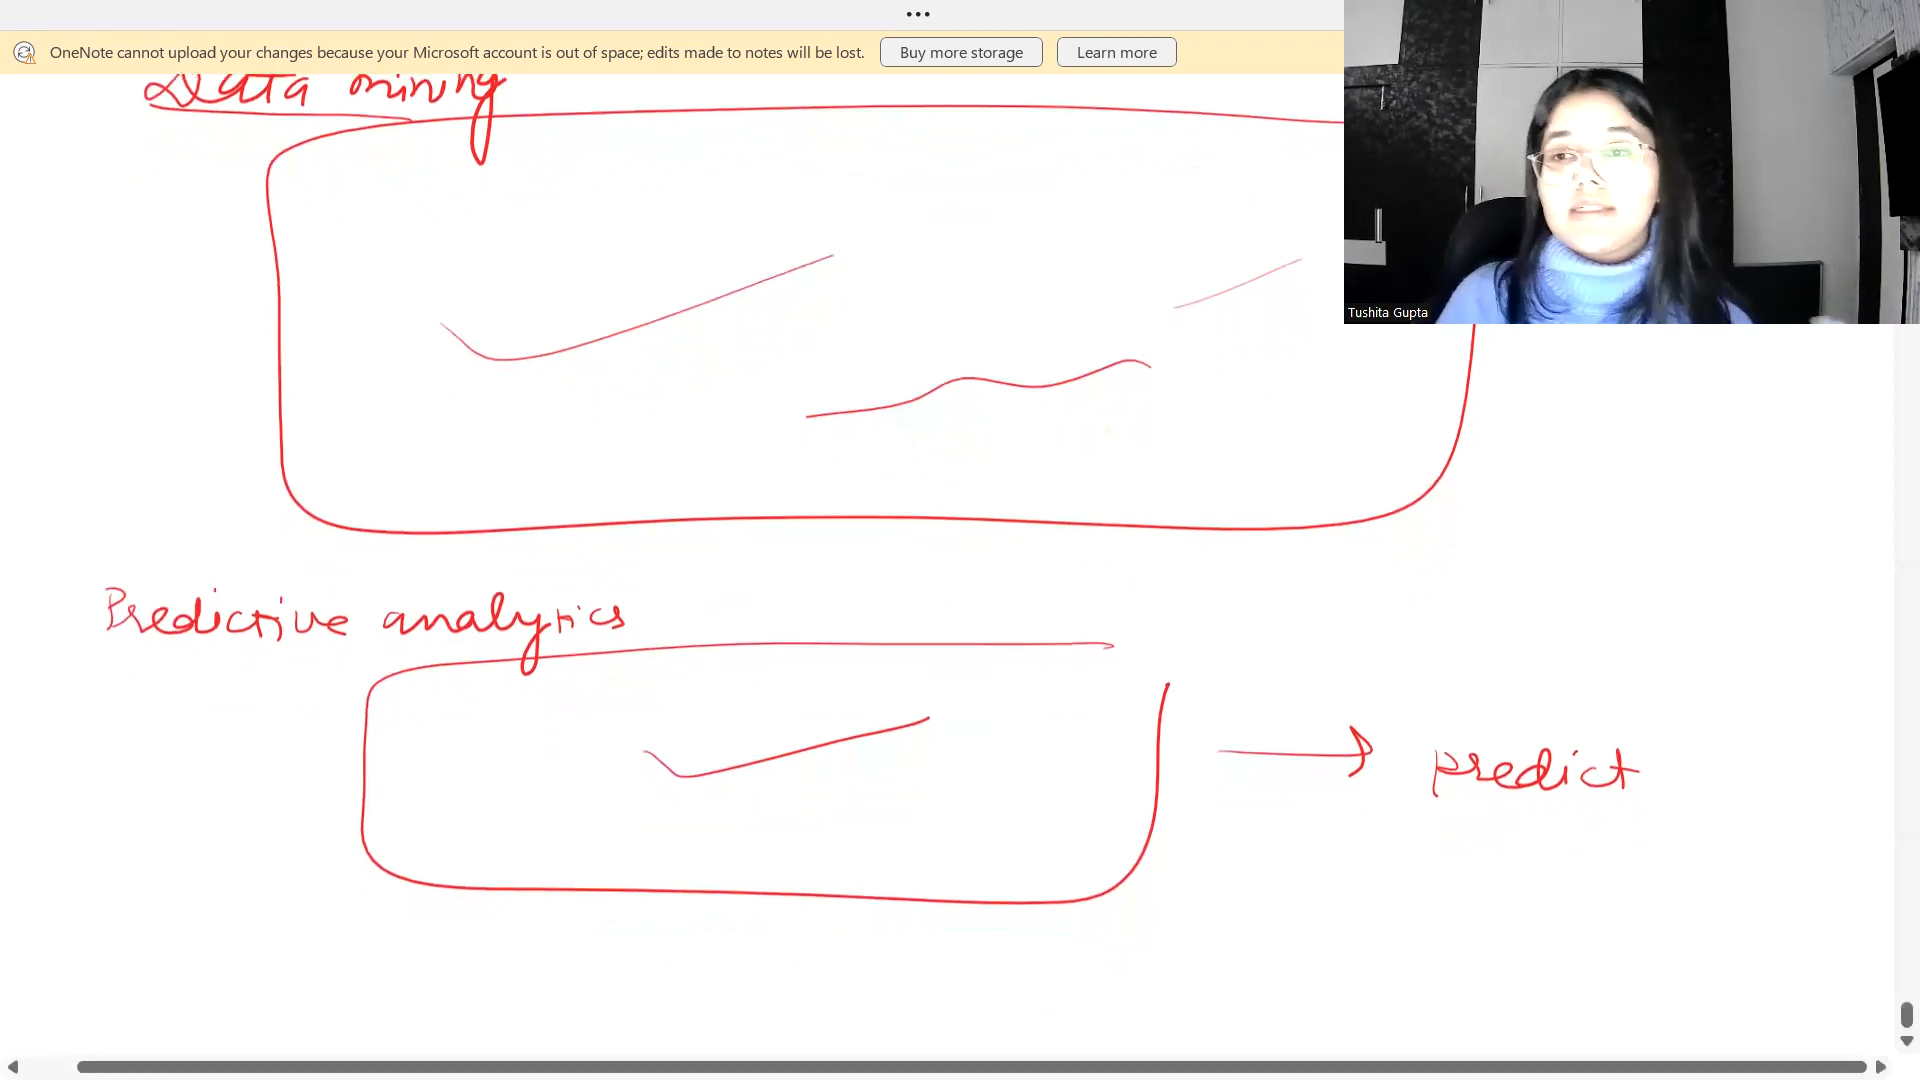 OneNote cannot upload your changes because your Microsoft account is out of space; edits made to notes will be lost. Buy more storage Learn more
Data mining
Tushita Gupta
Predictive analytics
predict